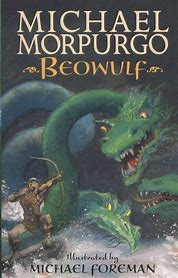 MICHAEL
MORPURGO
BEOWULF
Illustrated by
MICHAEL FOREMAN